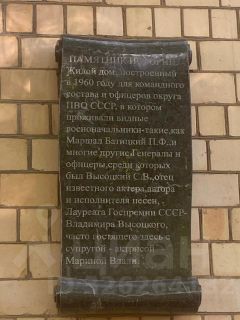 ПАМЯТНИК ИСТОРИИ.
Жилой дом, построенный
в 1960 году для командного
состава и офицеров округа
ПВО СССР, в котором
проживали видные
военоначальники-такие, как
Маршал Батицкий П.Ф., и
многие другие Генералы и
офицеры, среди которых
был Высоцкий С.В., отец
известного актера, автора
и исполнителя песен, -
Лауреата Госпремии СССР-
Владимира Высоцкого,
часто гостящего здесь с
супругой - актрисой
Мариной Влади.